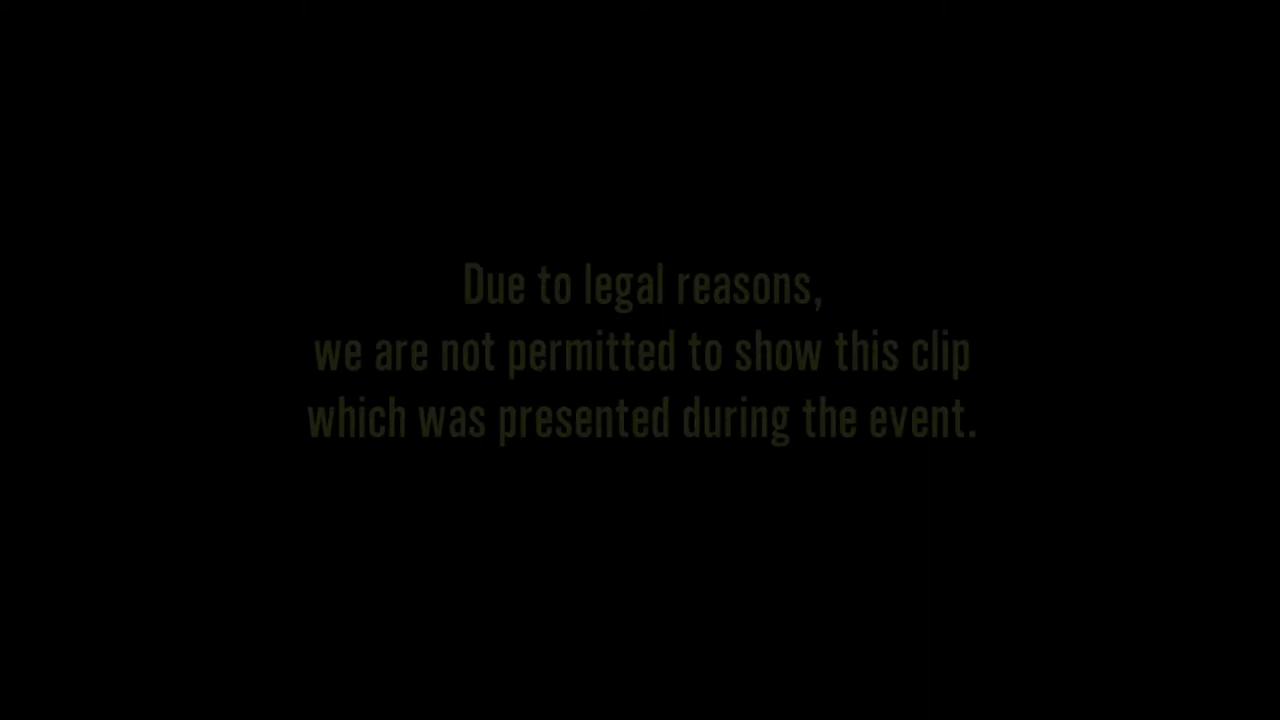 Due to legal reasons,
we are not permitted to show this clip
which was presented during the event.